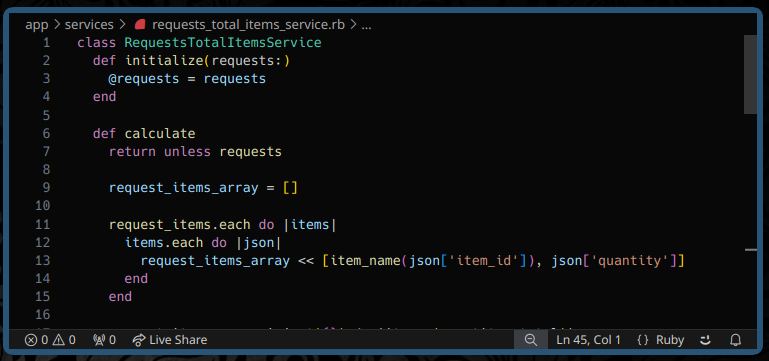 app > services > requests_total_items_service.rb > ...
1 class RequestsTotalItemsService
2 def initialize(requests:)
3 @requests = requests
4 end
5
6 def calculate
7 return unless requests
8
9 request_items_array = []
10
11 request_items.each do |items|
12 items.each do |json|
13 request_items_array << [item_name(json['item_id']), json['quantity']]
14 end
15 end
16
0 0 0 Live Share Ln 45, Col 1 {} Ruby